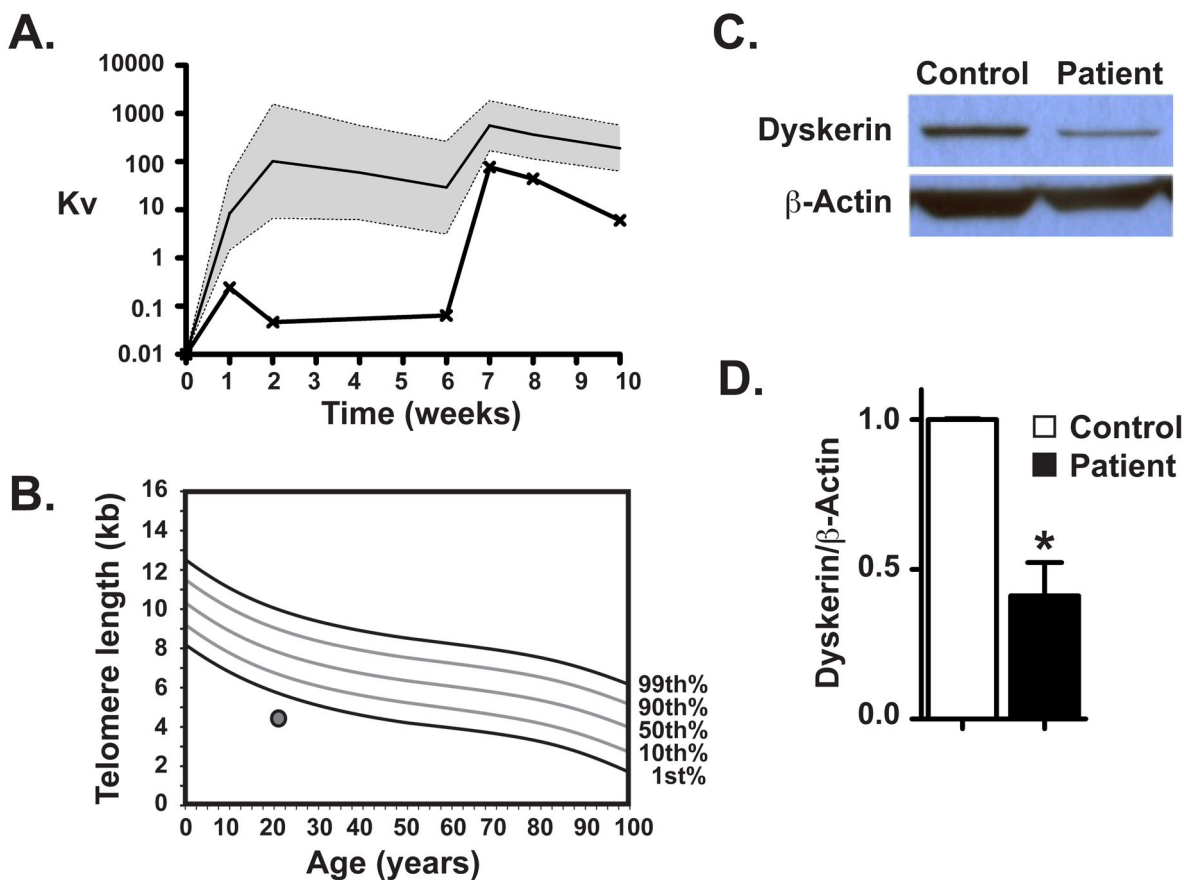 A.
10000
1000
100
10
1
0.1
0.01
Kv
0 1 2 3 4 5 6 7 8 9 10
Time (weeks)
B.
16
14
12
10
8
6
4
2
0
Telomere length (kb)
99th%
90th%
50th%
10th%
1st%
0 10 20 30 40 50 60 70 80 90 100
Age (years)
C.
Control Patient
Dyskerin
β-Actin
D.
1.0
0.5
0.0
Dyskerin/β-Actin
Control
Patient
*